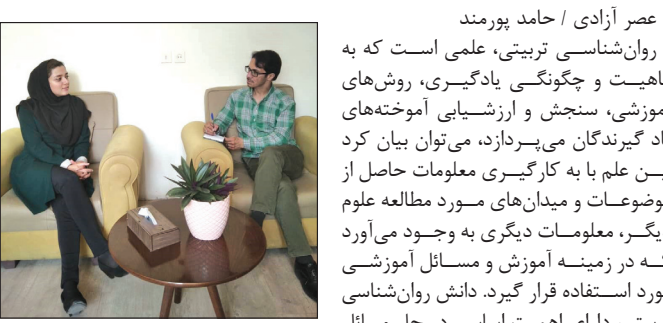 عصر آزادی / حامد پورمند
روان‌شناسی تربیتی، علمی است که به
ماهیت و چگونگی یادگیری، روش‌های
آموزشی، سنجش و ارزشیابی آموخته‌های
یاد گیرندگان می‌پردازد، می‌توان بیان کرد
این علم با به کارگیری معلومات حاصل از
موضوعات و میدان‌های مورد مطالعه علوم
دیگر، معلومات دیگری به وجود می‌آورد
که در زمینه آموزش و مسائل آموزشی
مورد استفاده قرار گیرد. دانش روان‌شناسی